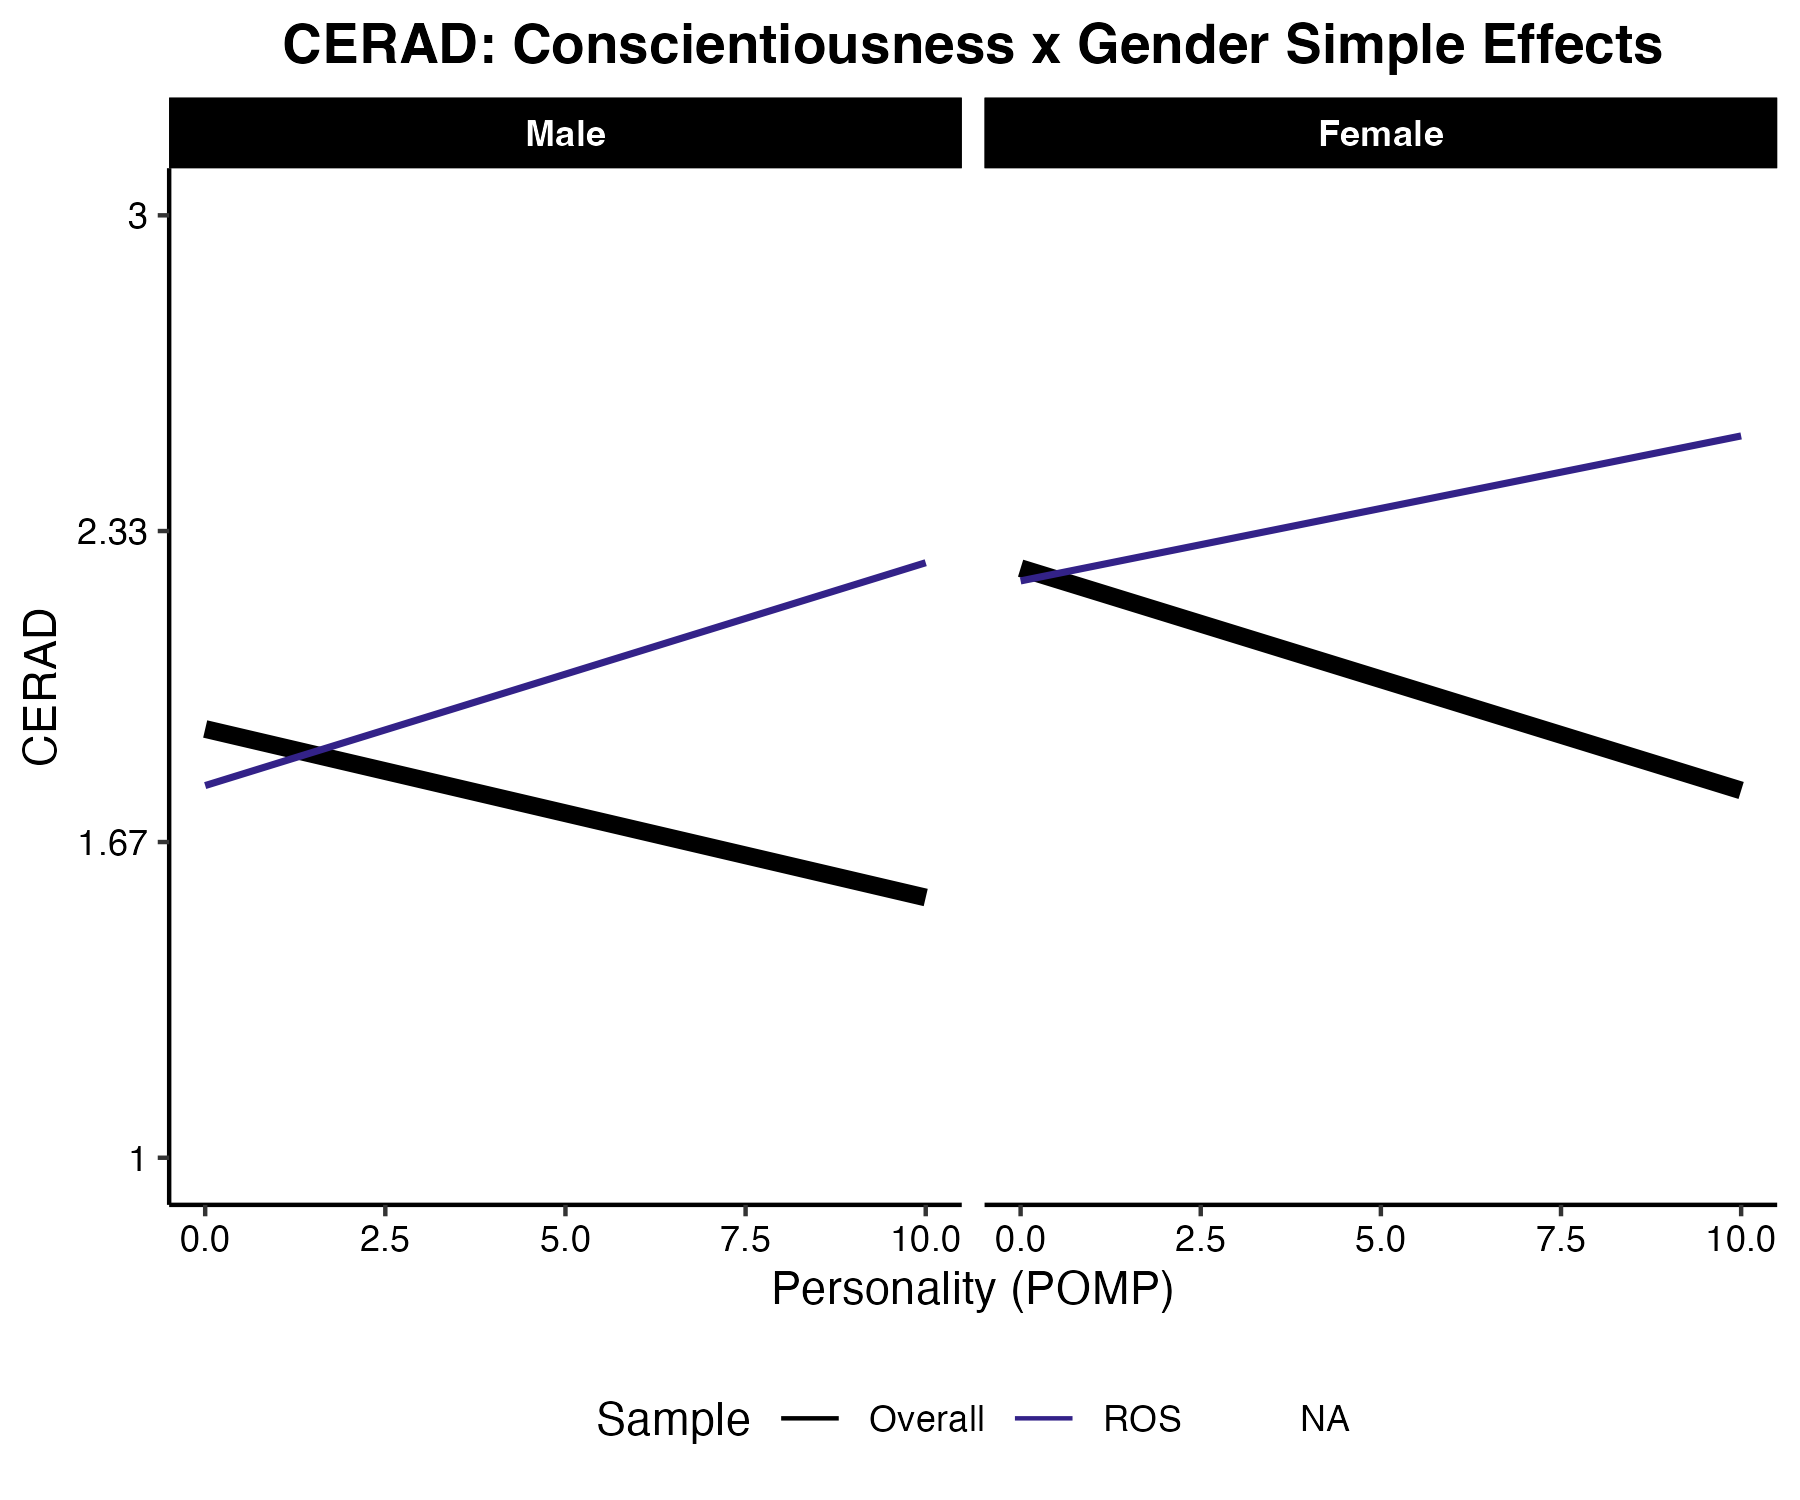 CERAD: Conscientiousness x Gender Simple Effects
Male
Female
3
2.33
1.67
1
CERAD
0.0 2.5 5.0 7.5 10.0 0.0 2.5 5.0 7.5 10.0
Personality (POMP)
Sample Overall ROS NA